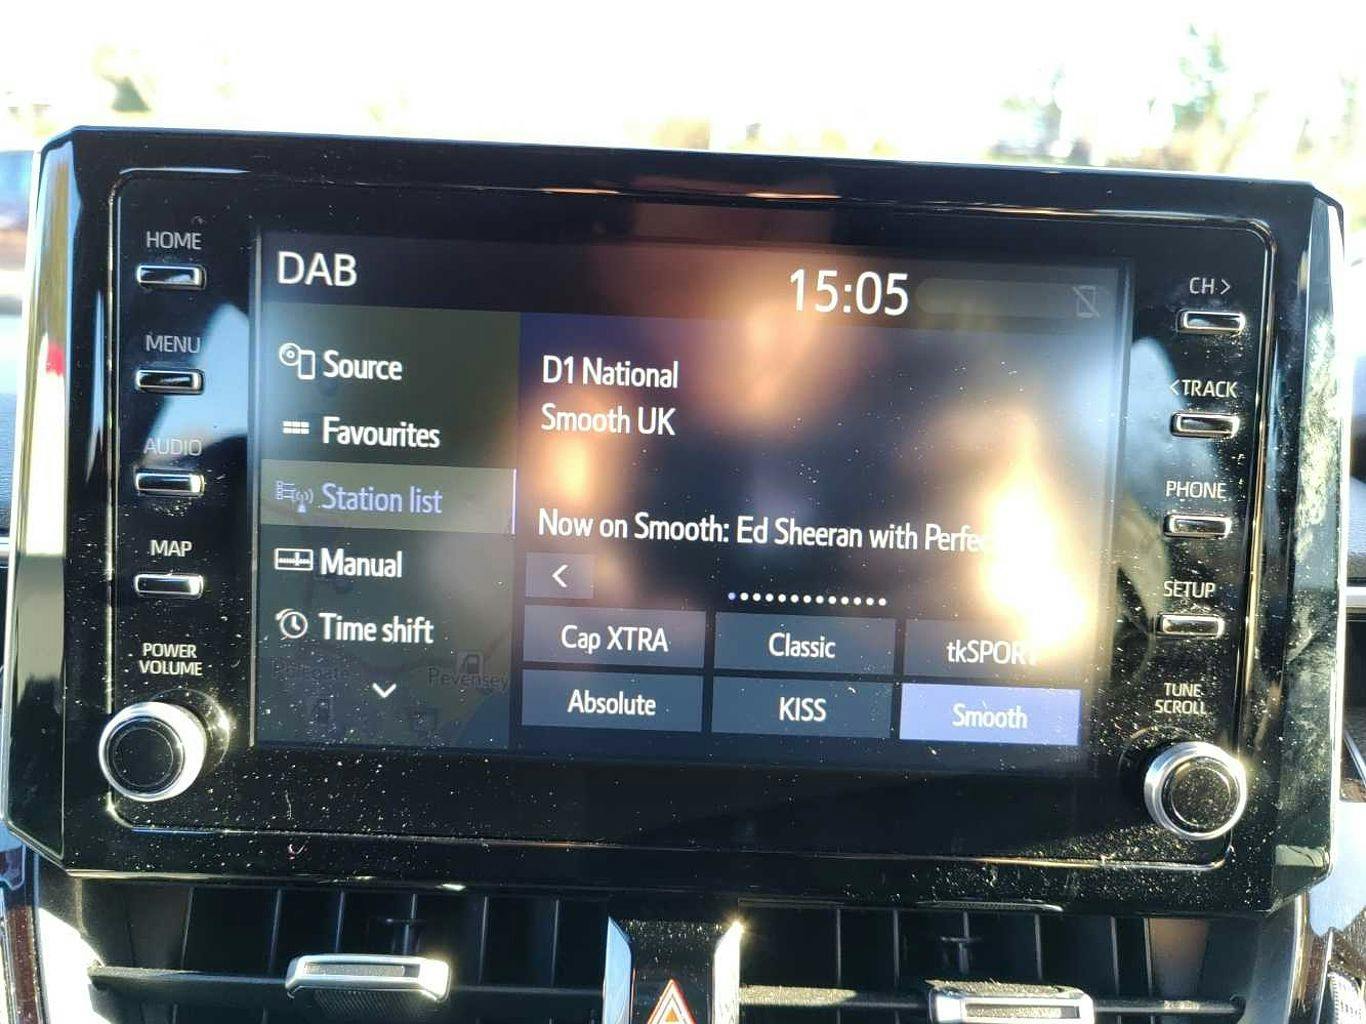 HOME
MENU
AUDIO
MAP
POWER
VOLUME
DAB
15:05
Source
Favourites
Station list
Manual
Time shift
Pevensey
D1 National
Smooth UK
Now on Smooth: Ed Sheeran with
<
Cap XTRA
Classic
tkSPORT
Absolute
KISS
Smooth
CH >
< TRACK
PHONE
SETUP
TUNE
SCROLL